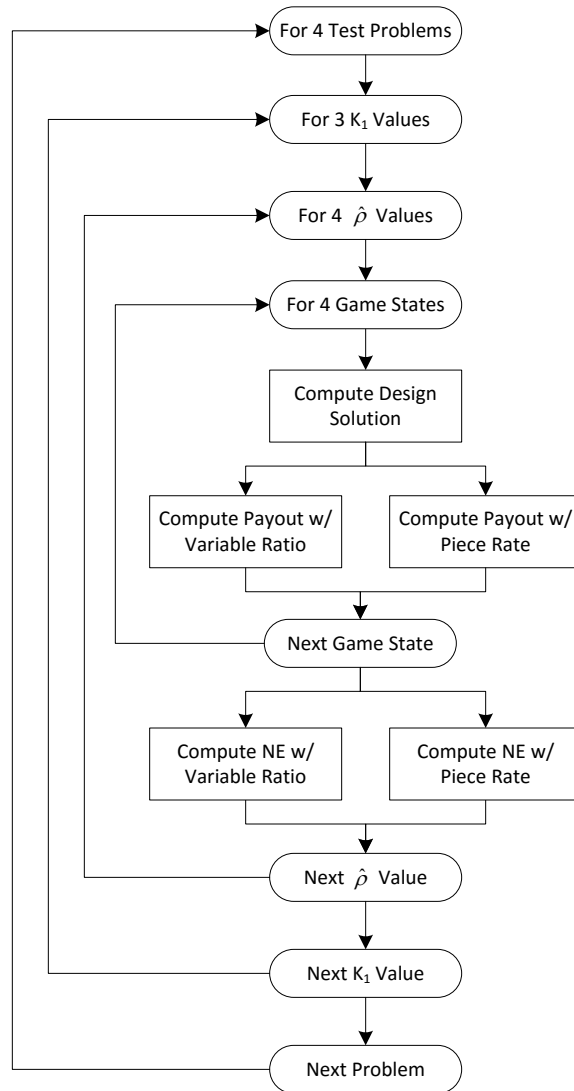 For 4 Test Problems
For 3 K₁ Values
For 4 ρ̂ Values
For 4 Game States
Compute Design
Solution
Compute Payout w/
Variable Ratio
Compute Payout w/
Piece Rate
Next Game State
Compute NE w/
Variable Ratio
Compute NE w/
Piece Rate
Next ρ̂ Value
Next K₁ Value
Next Problem